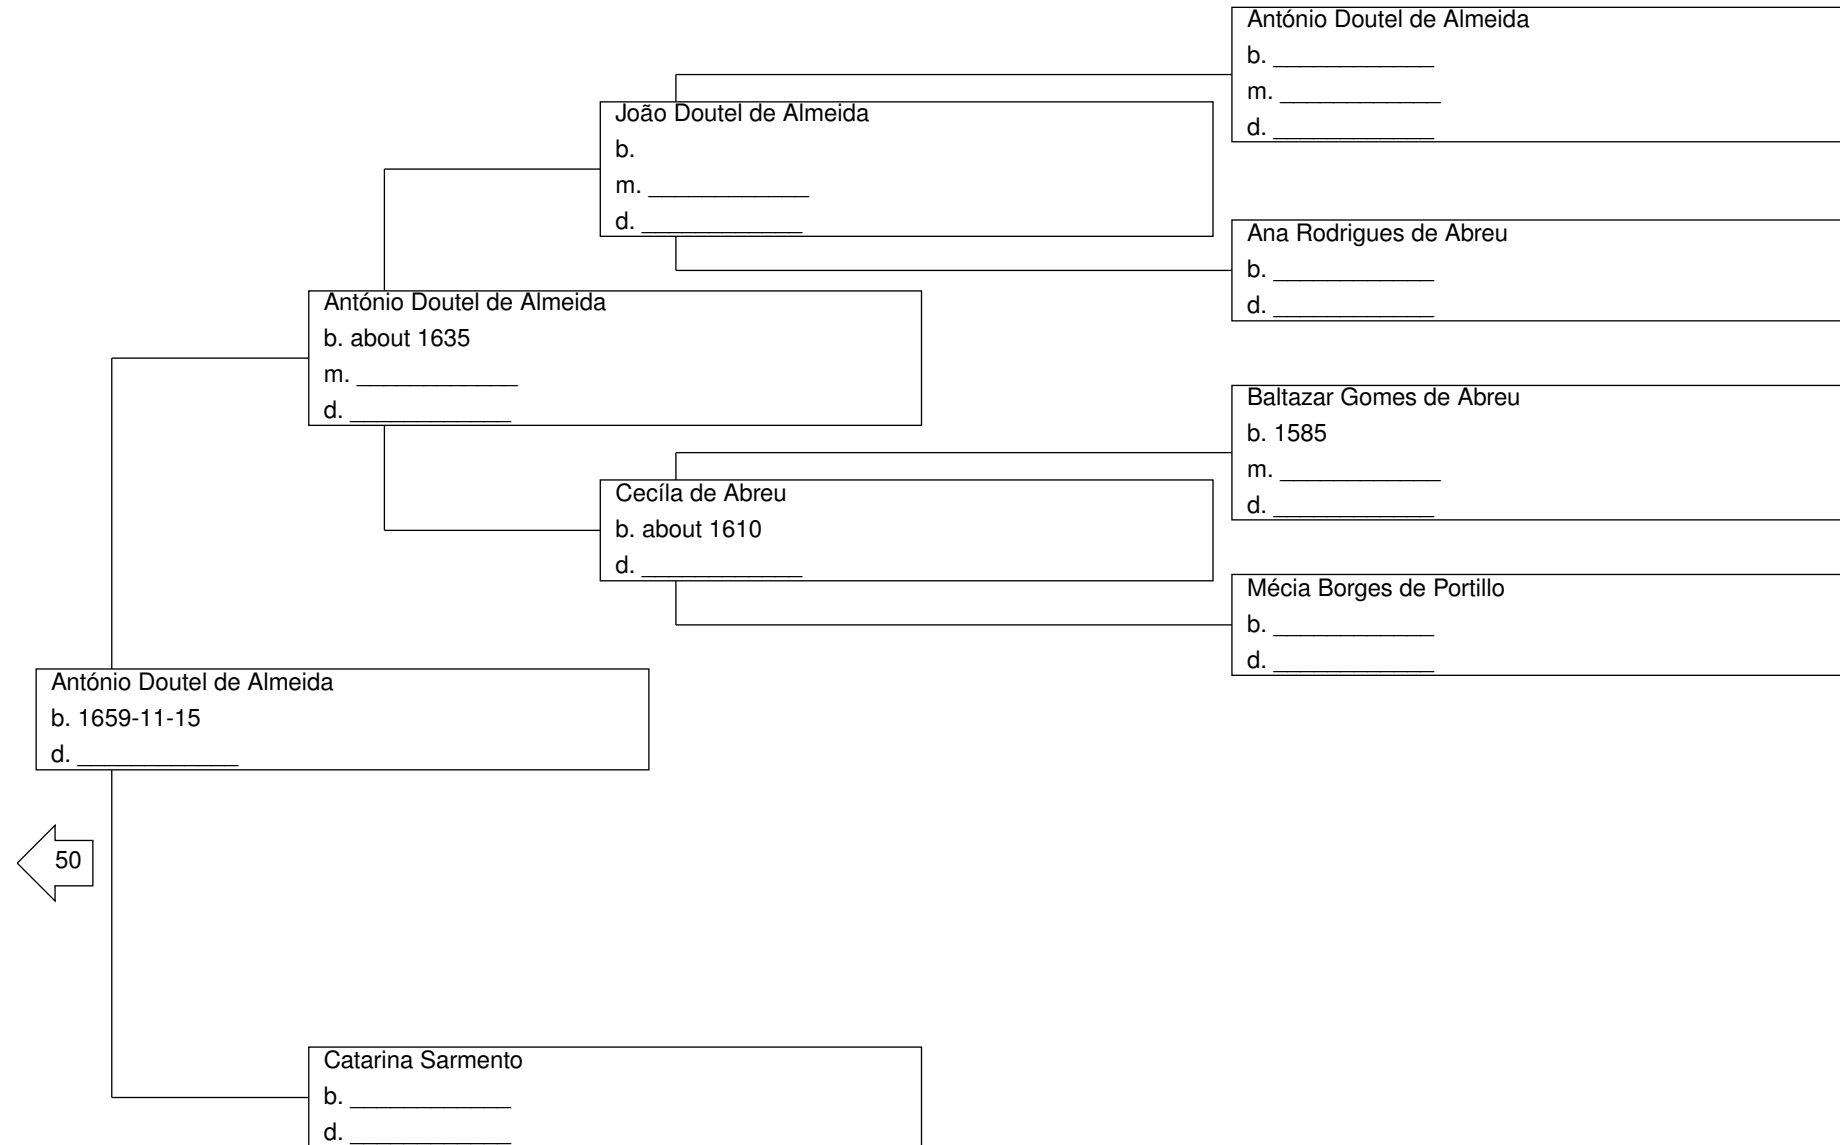 António Doutel de Almeida
b. ____________
m. ____________
d. ____________
João Doutel de Almeida
b.
m. ____________
d. ____________
Ana Rodrigues de Abreu
b. ____________
d. ____________
António Doutel de Almeida
b. about 1635
m. ____________
d. ____________
Baltazar Gomes de Abreu
b. 1585
m. ____________
d. ____________
Cecíla de Abreu
b. about 1610
d. ____________
Mécia Borges de Portillo
b. ____________
d. ____________
António Doutel de Almeida
b. 1659-11-15
d. ____________
50
Catarina Sarmento
b. ____________
d. ____________